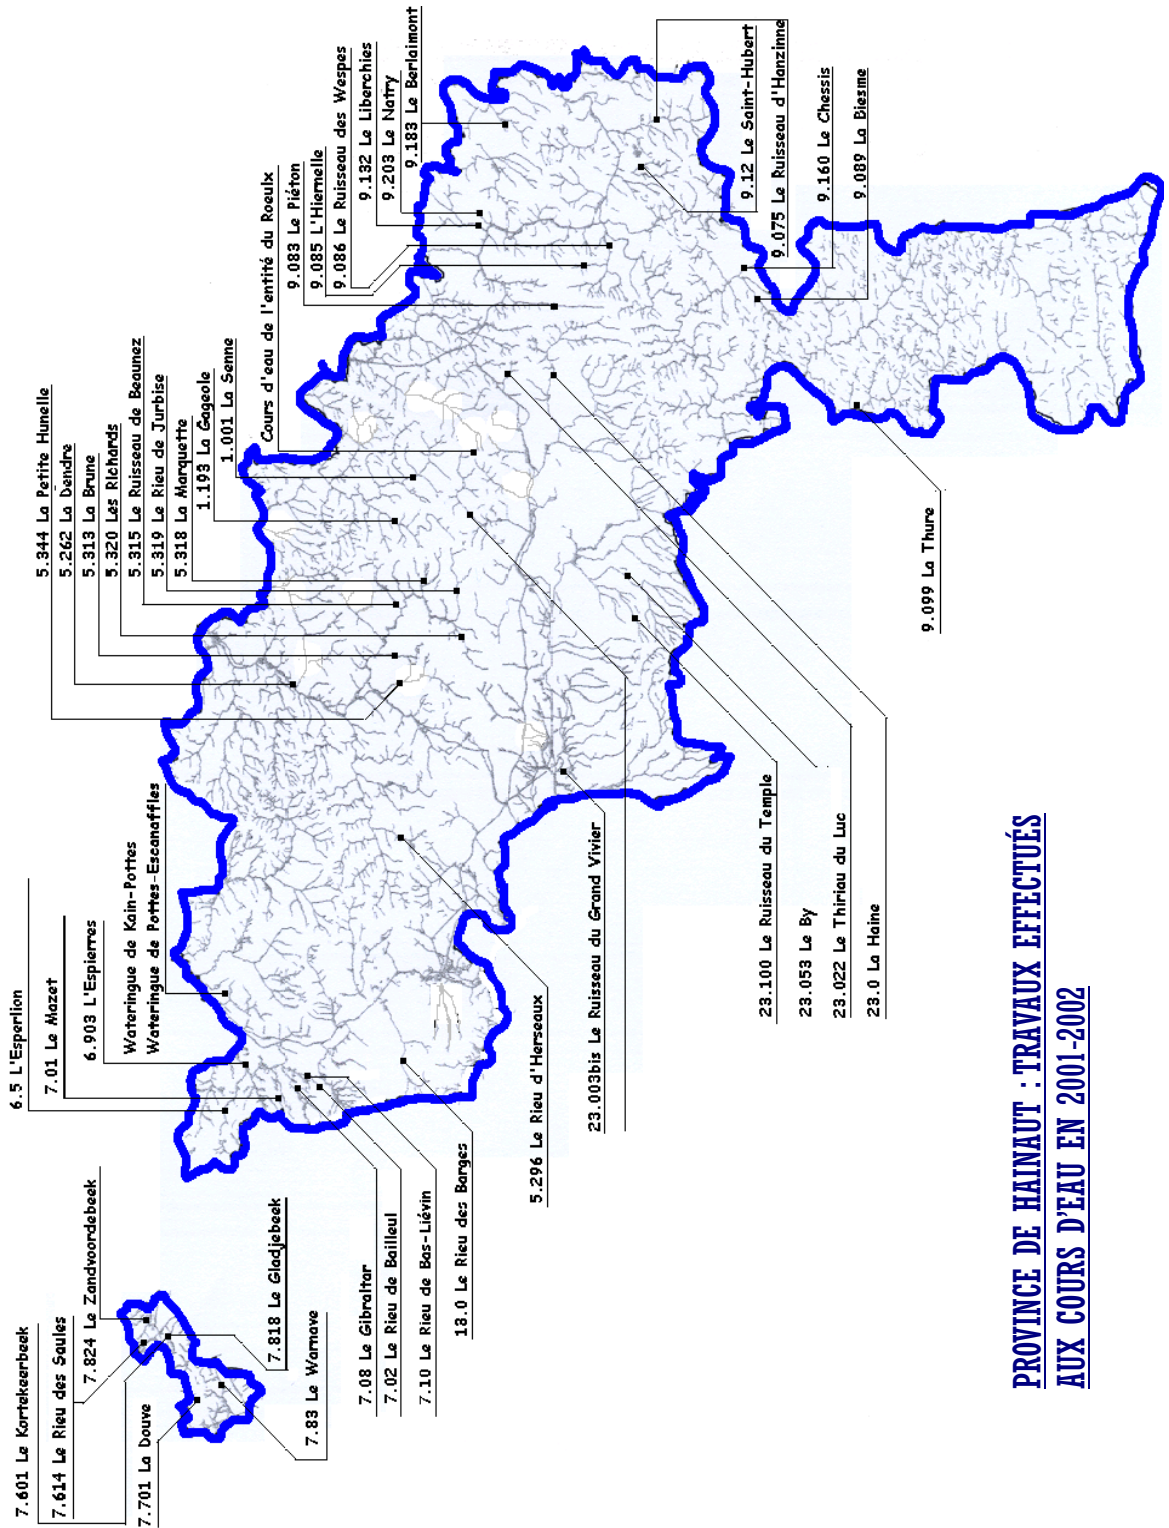 7.601 Le Kortekeerbeek
7.614 Le Rieu des Saules
7.824 Le Zandvoordebeek
7.701 La Douve
7.818 Le Gladjebeek
7.83 Le Warnave
6.5 L'Esperlion
7.01 Le Mazet
6.903 L'Espierres
Wateringue de Kain-Pottes
Wateringue de Pottes-Escanaffles
5.344 La Petite Hunelle
5.262 La Dendre
5.313 La Brune
5.320 Les Richards
5.315 Le Ruisseau de Beaunez
5.319 Le Rieu de Jurbise
5.318 La Marquette
1.193 La Gageole
1.001 La Senne
Cours d'eau de l'entité du Roeulx
9.083 Le Piéton
9.085 L'Hiernelle
9.086 Le Ruisseau des Wespes
9.132 Le Liberchies
9.203 Le Natry
9.183 Le Berlaimont
9.12 Le Saint-Hubert
9.075 Le Ruisseau d'Hanzinne
9.160 Le Chessis
9.089 La Biesme
9.099 La Thure
7.08 Le Gibraltar
7.02 Le Rieu de Bailleul
7.10 Le Rieu de Bas-Liévin
18.0 Le Rieu des Barges
5.296 Le Rieu d'Herseaux
23.003bis Le Ruisseau du Grand Vivier
23.100 Le Ruisseau du Temple
23.053 Le By
23.022 Le Thiriau du Luc
23.0 La Haine
PROVINCE DE HAINAUT : TRAVAUX EFFECTUÉS
AUX COURS D'EAU EN 2001-2002